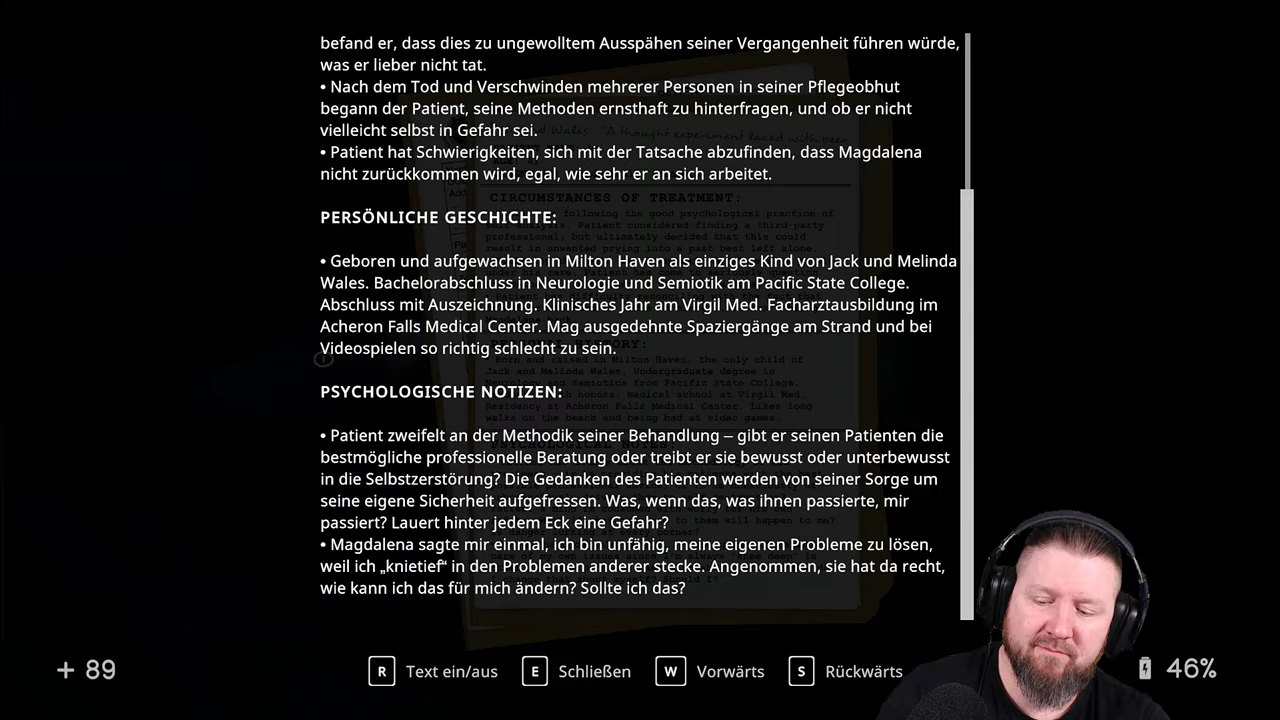 befand er, dass dies zu ungewolltem Ausspähen seiner Vergangenheit führen würde,
was er lieber nicht tat.
• Nach dem Tod und Verschwinden mehrerer Personen in seiner Pflegeobhut
begann der Patient, seine Methoden ernsthaft zu hinterfragen, und ob er nicht
vielleicht selbst in Gefahr sei.
• Patient hat Schwierigkeiten, sich mit der Tatsache abzufinden, dass Magdalena
nicht zurückkommen wird, egal, wie sehr er an sich arbeitet.
CIRCUMSTANCES OF TREATMENT:
PERSÖNLICHE GESCHICHTE:
• Geboren und aufgewachsen in Milton Haven als einziges Kind von Jack und Melinda
Wales. Bachelorabschluss in Neurologie und Semiotik am Pacific State College.
Abschluss mit Auszeichnung. Klinisches Jahr am Virgil Med. Facharztausbildung im
Acheron Falls Medical Center. Mag ausgedehnte Spaziergänge am Strand und bei
Videospielen so richtig schlecht zu sein.
PSYCHOLOGISCHE NOTIZEN:
• Patient zweifelt an der Methodik seiner Behandlung – gibt er seinen Patienten die
bestmögliche professionelle Beratung oder treibt er sie bewusst oder unterbewusst
in die Selbstzerstörung? Die Gedanken des Patienten werden von seiner Sorge um
seine eigene Sicherheit aufgefressen. Was, wenn das, was ihnen passierte, mir
passiert? Lauert hinter jedem Eck eine Gefahr?
• Magdalena sagte mir einmal, ich bin unfähig, meine eigenen Probleme zu lösen,
weil ich „knietief“ in den Problemen anderer stecke. Angenommen, sie hat da recht,
wie kann ich das für mich ändern? Sollte ich das?
+ 89
R Text ein/aus
E Schließen
W Vorwärts
S Rückwärts
46%